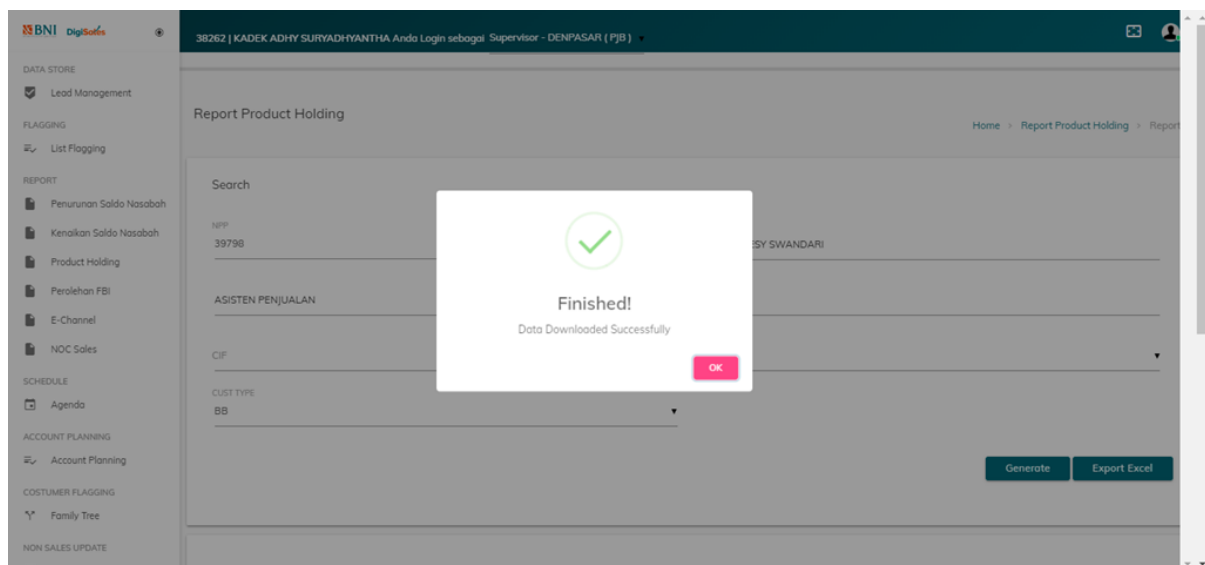 BNI DigiSales
38262 | KADEK ADHY SURYADHYANTHA Anda Login sebagai Supervisor - DENPASAR ( PJB )
DATA STORE
Lead Management
FLAGGING
List Flagging
REPORT
Penurunan Saldo Nasabah
Kenaikan Saldo Nasabah
Product Holding
Perolehan FBI
E-Channel
NOC Sales
SCHEDULE
Agenda
ACCOUNT PLANNING
Account Planning
COSTUMER FLAGGING
Family Tree
NON SALES UPDATE
Report Product Holding
Home > Report Product Holding > Report
Search
NPP
39798
ESY SWANDARI
ASISTEN PENJUALAN
CIF
CUST TYPE
BB
Generate
Export Excel
Finished!
Data Downloaded Successfully
OK